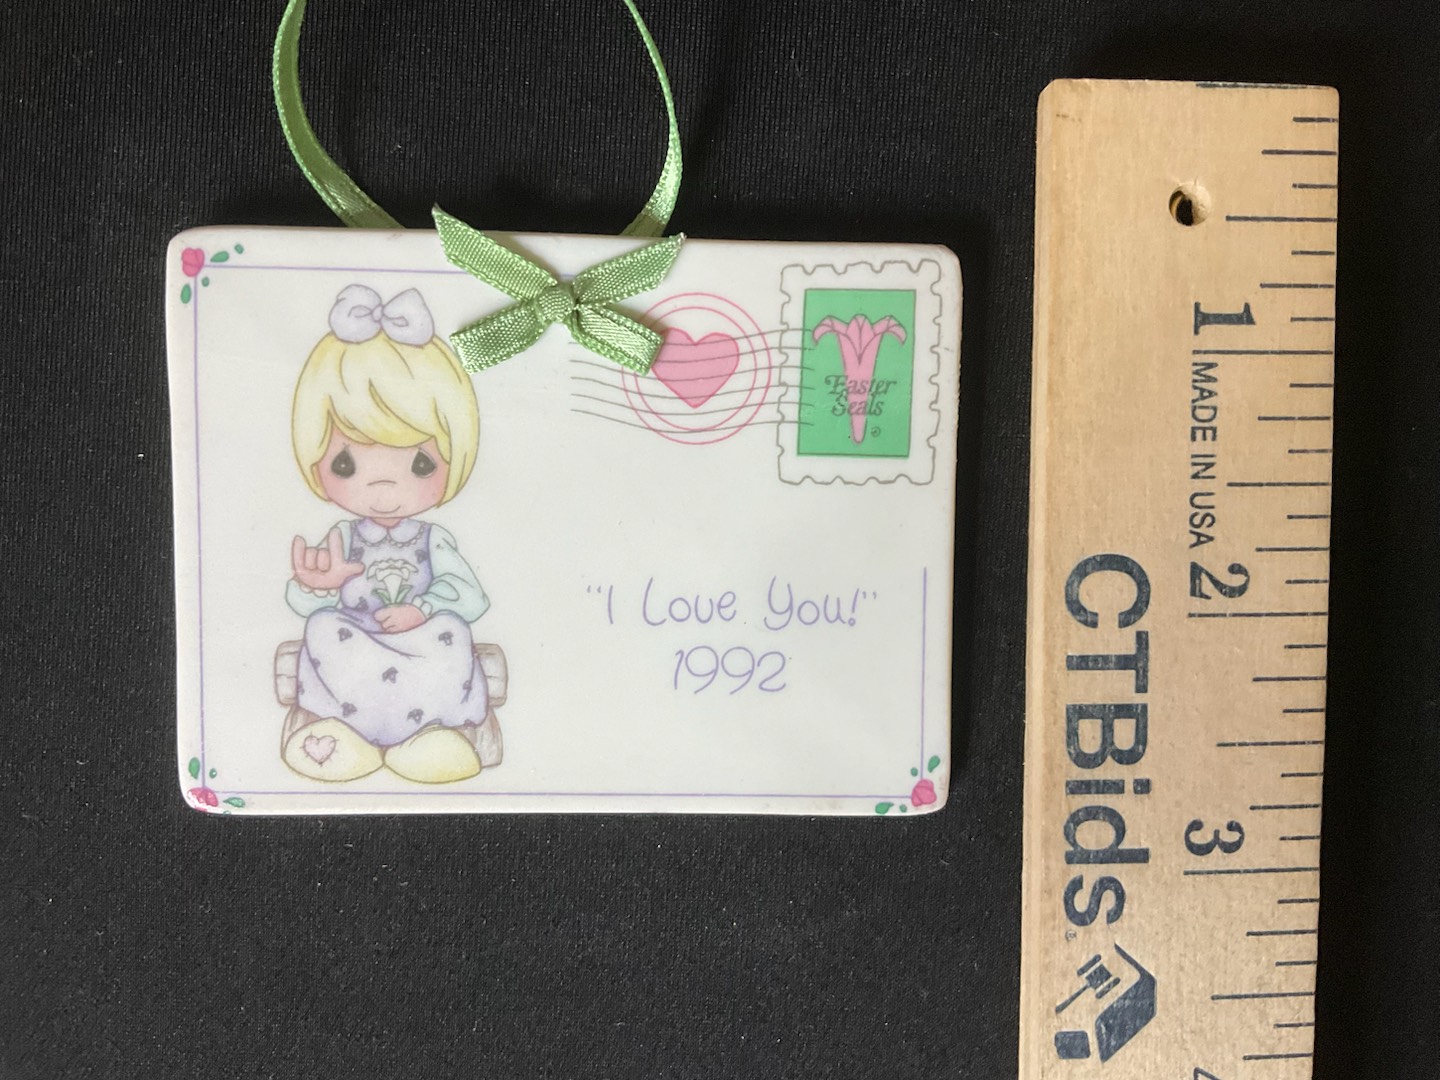 Easter
Seals
®
"I Love You!"
1992
1
MADE IN USA
2
CTBids®
3